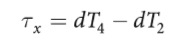 τₓ = dT₄ − dT₂